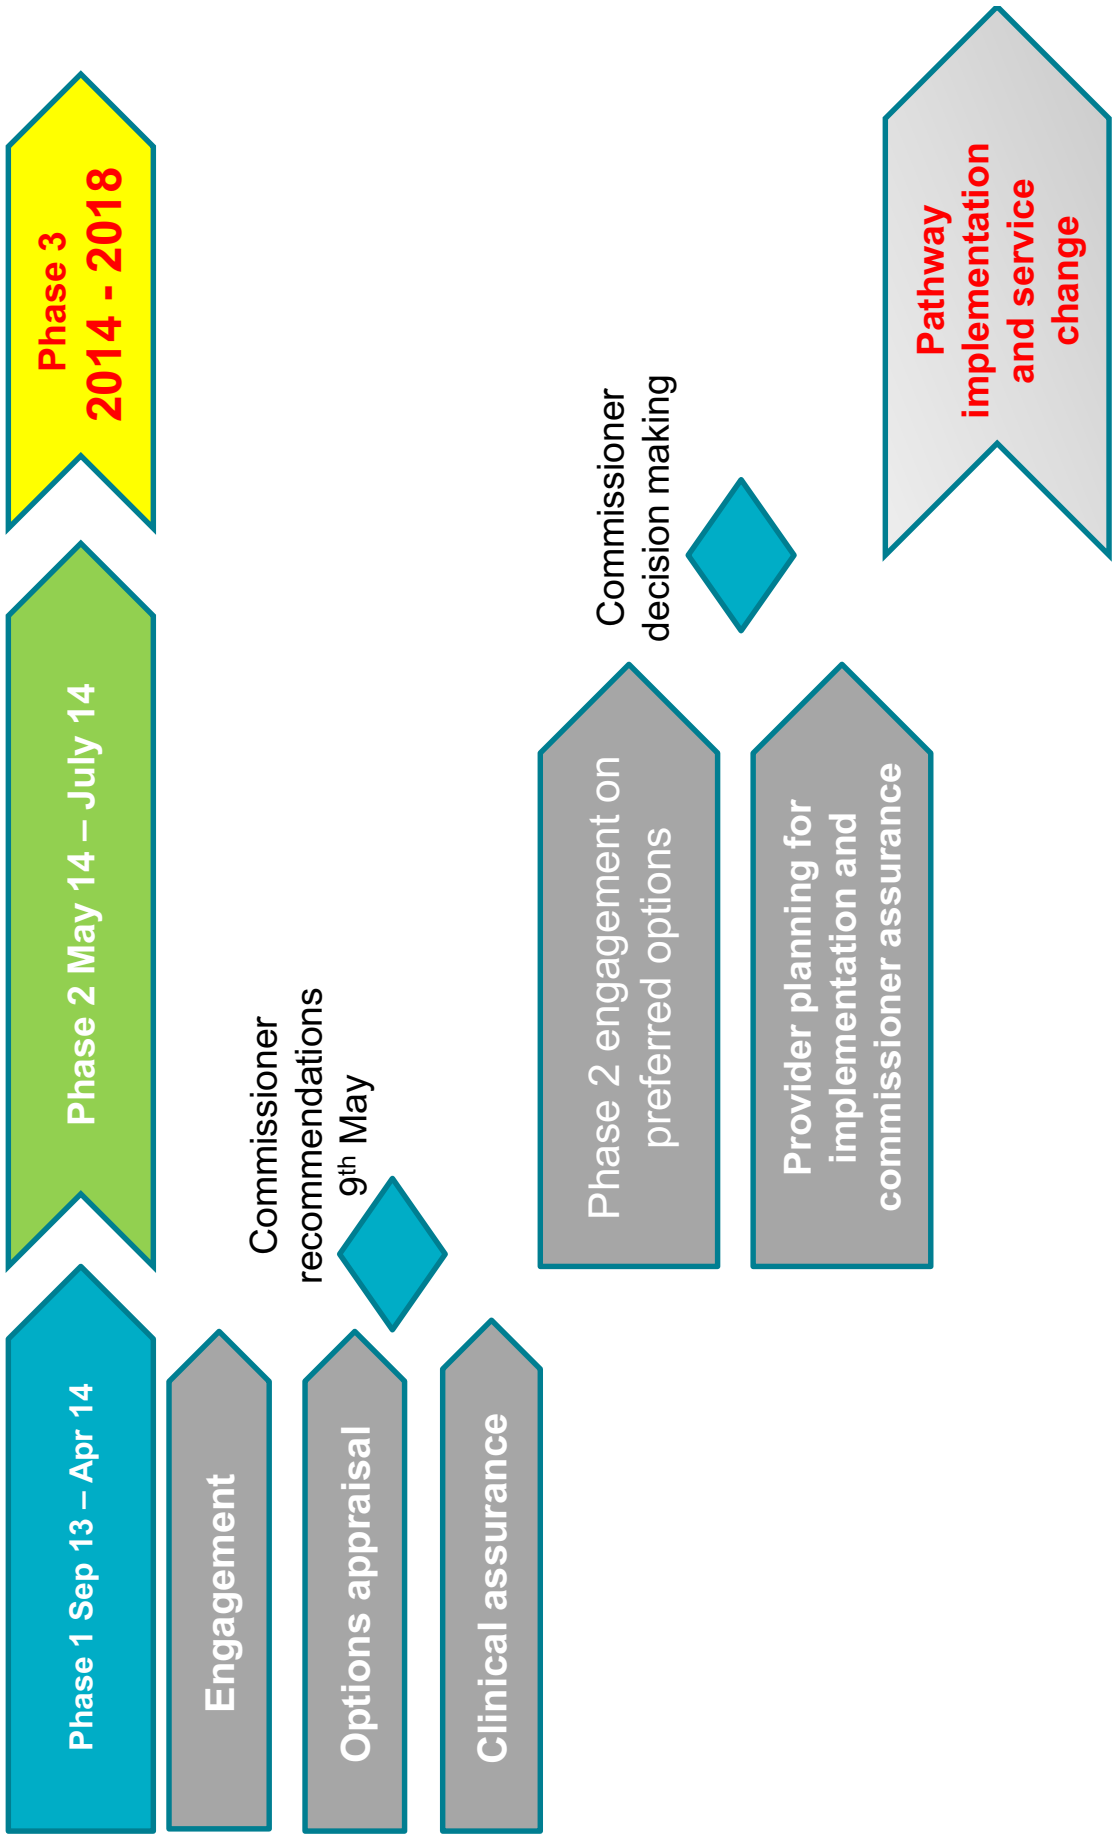 Phase 1 Sep 13 – Apr 14
Phase 2 May 14 – July 14
Phase 3
2014 - 2018
Engagement
Options appraisal
Clinical assurance
Commissioner
recommendations
9th May
Phase 2 engagement on
preferred options
Provider planning for
implementation and
commissioner assurance
Commissioner
decision making
Pathway
implementation
and service
change